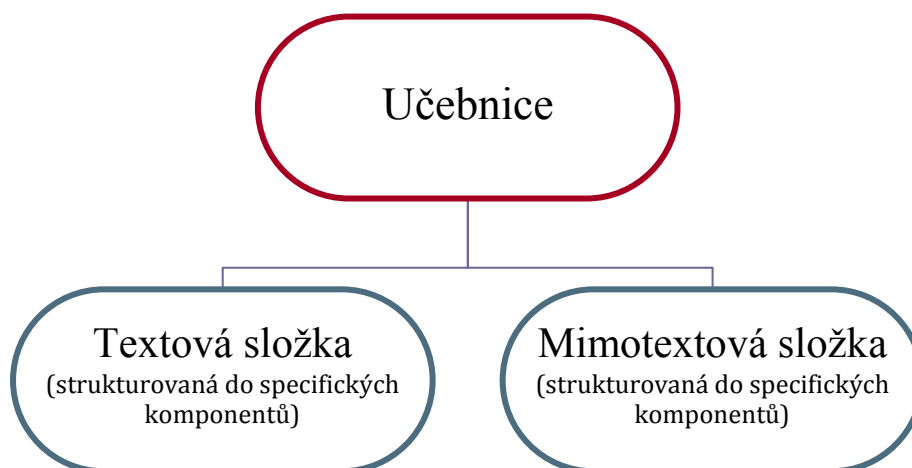 Učebnice
Textová složka
(strukturovaná do specifických
komponentů)
Mimotextová složka
(strukturovaná do specifických
komponentů)